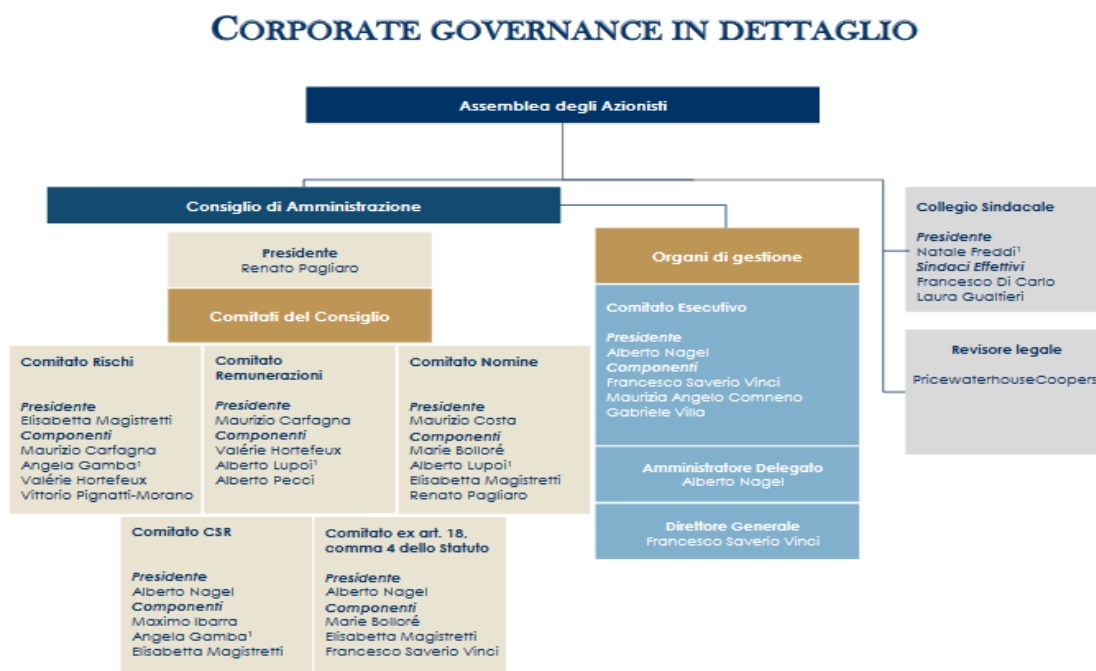 CORPORATE GOVERNANCE IN DETTAGLIO
Assemblea degli Azionisti
Consiglio di Amministrazione
Presidente
Renato Pagliaro
Comitati del Consiglio
Comitato Rischi
Presidente
Elisabetta Magistretti
Componenti
Maurizio Carfagna
Angela Gamba¹
Valérie Hortefeux
Vittorio Pignatti-Morano
Comitato
Remunerazioni
Presidente
Maurizio Carfagna
Componenti
Valérie Hortefeux
Alberto Lupoi¹
Alberto Pecci
Comitato Nomine
Presidente
Maurizio Costa
Componenti
Marie Bolloré
Alberto Lupoi¹
Elisabetta Magistretti
Renato Pagliaro
Comitato CSR
Presidente
Alberto Nagel
Componenti
Maximo Ibarra
Angela Gamba¹
Elisabetta Magistretti
Comitato ex art. 18,
comma 4 dello Statuto
Presidente
Alberto Nagel
Componenti
Marie Bolloré
Elisabetta Magistretti
Francesco Saverio Vinci
Organi di gestione
Comitato Esecutivo
Presidente
Alberto Nagel
Componenti
Francesco Saverio Vinci
Maurizia Angelo Comneno
Gabriele Villa
Amministratore Delegato
Alberto Nagel
Direttore Generale
Francesco Saverio Vinci
Collegio Sindacale
Presidente
Natale Freddi¹
Sindaci Effettivi
Francesco Di Carlo
Laura Gualtieri
Revisore legale
PricewaterhouseCoopers